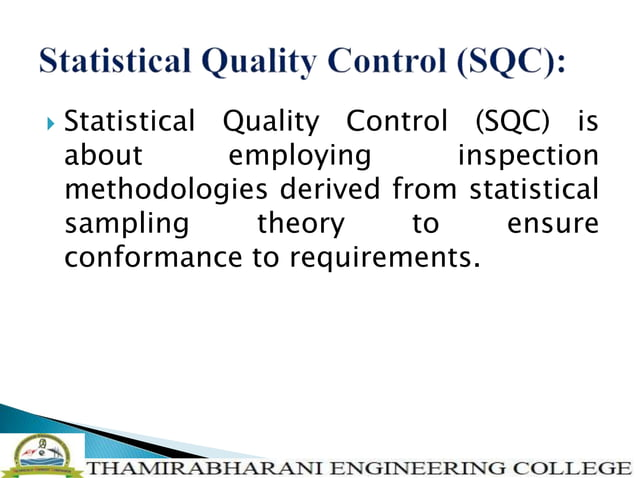 Statistical Quality Control (SQC):
Statistical Quality Control (SQC) is
about employing inspection
methodologies derived from statistical
sampling theory to ensure
conformance to requirements.
THAMIRABHARANI ENGINEERING COLLEGE